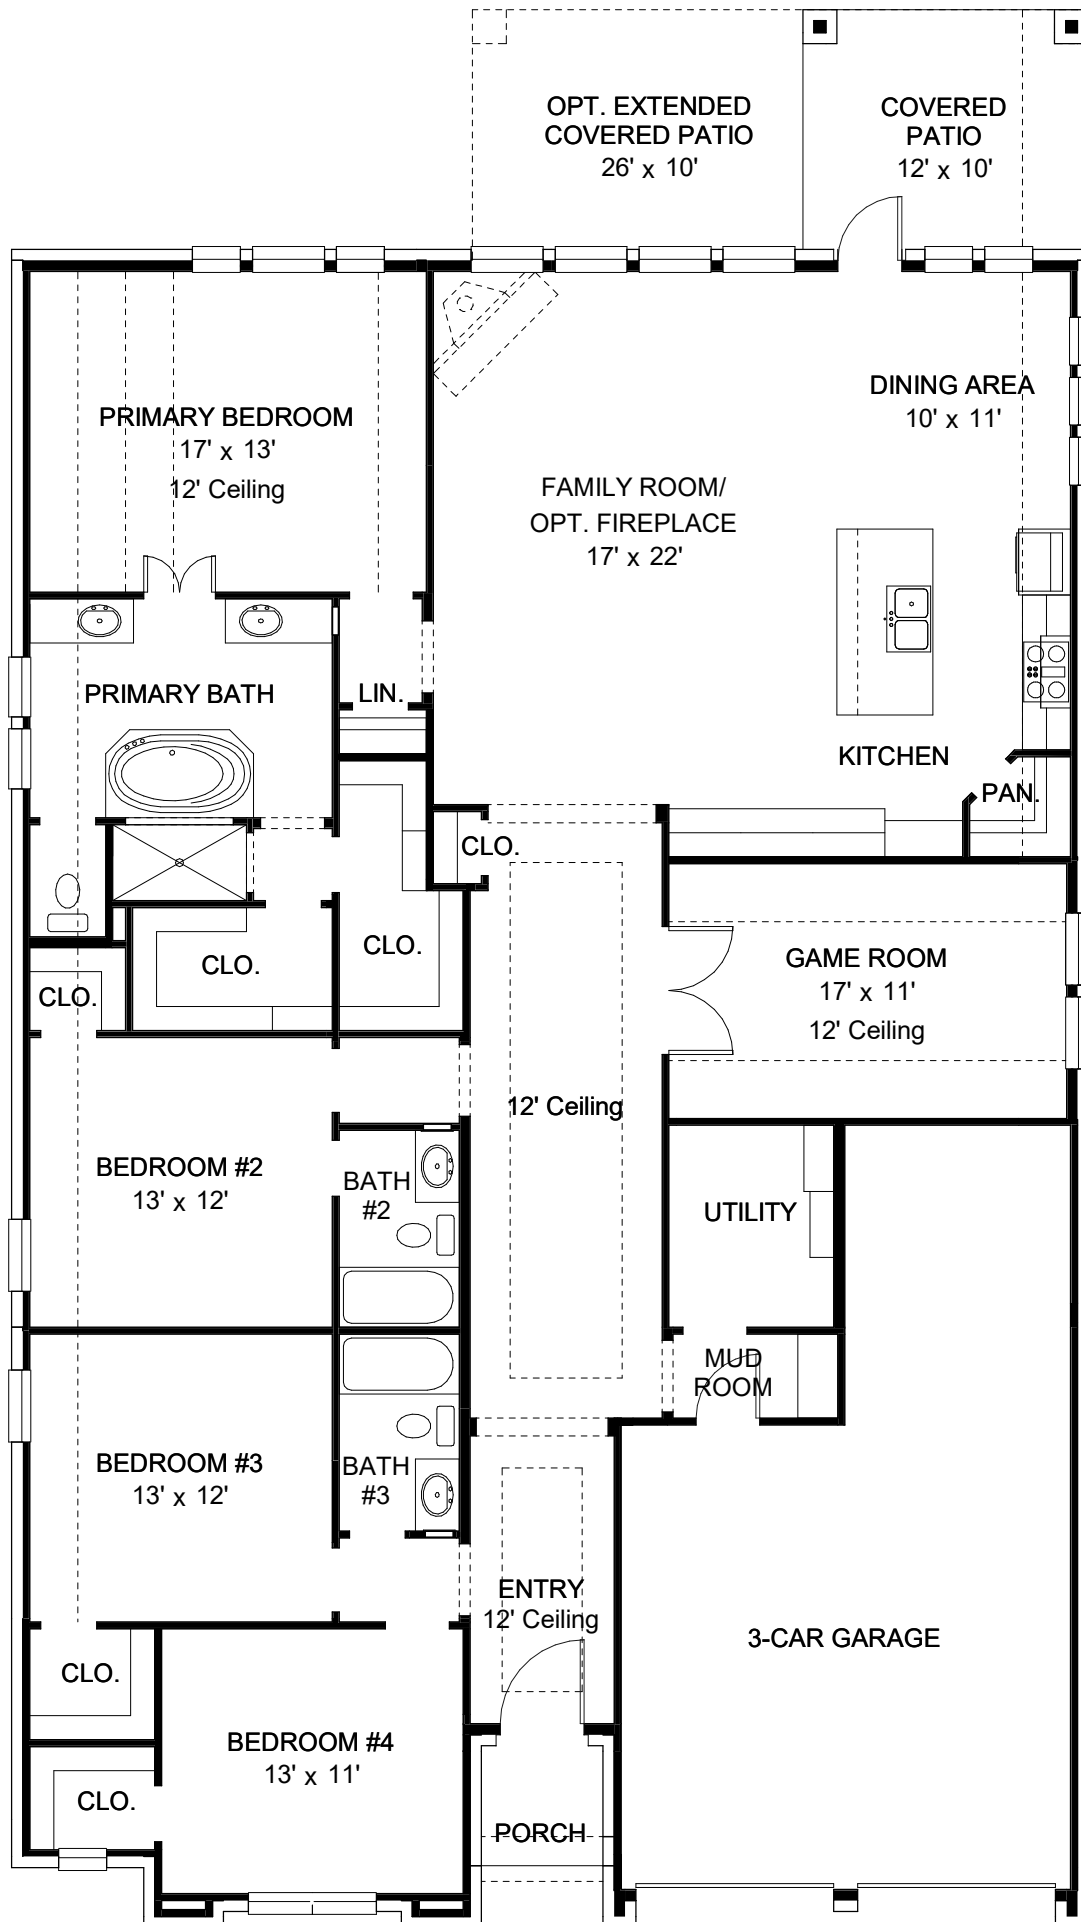 OPT. EXTENDED
COVERED PATIO
26' x 10'
COVERED
PATIO
12' x 10'
PRIMARY BEDROOM
17' x 13'
12' Ceiling
DINING AREA
10' x 11'
FAMILY ROOM/
OPT. FIREPLACE
17' x 22'
PRIMARY BATH
LIN.
KITCHEN
PAN.
CLO.
CLO.
CLO.
CLO.
GAME ROOM
17' x 11'
12' Ceiling
12' Ceiling
BEDROOM #2
13' x 12'
BATH
#2
UTILITY
MUD
ROOM
BEDROOM #3
13' x 12'
BATH
#3
ENTRY
12' Ceiling
3-CAR GARAGE
CLO.
BEDROOM #4
13' x 11'
CLO.
PORCH